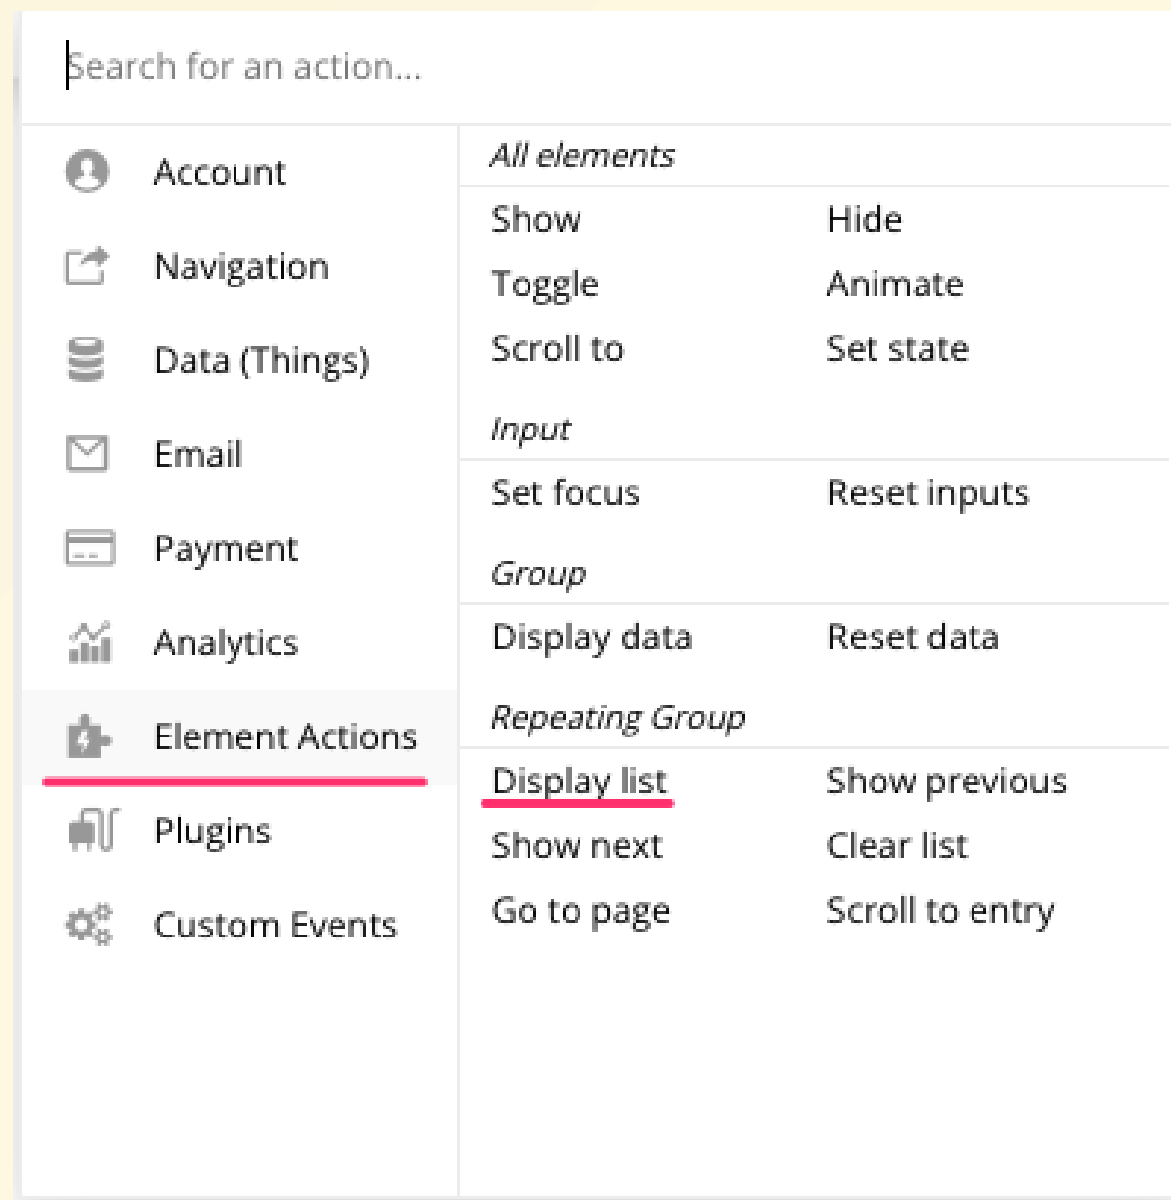 Search for an action...
Account
Navigation
Data (Things)
Email
Payment
Analytics
Element Actions
Plugins
Custom Events
All elements
Show Hide
Toggle Animate
Scroll to Set state
Input
Set focus Reset inputs
Group
Display data Reset data
Repeating Group
Display list Show previous
Show next Clear list
Go to page Scroll to entry